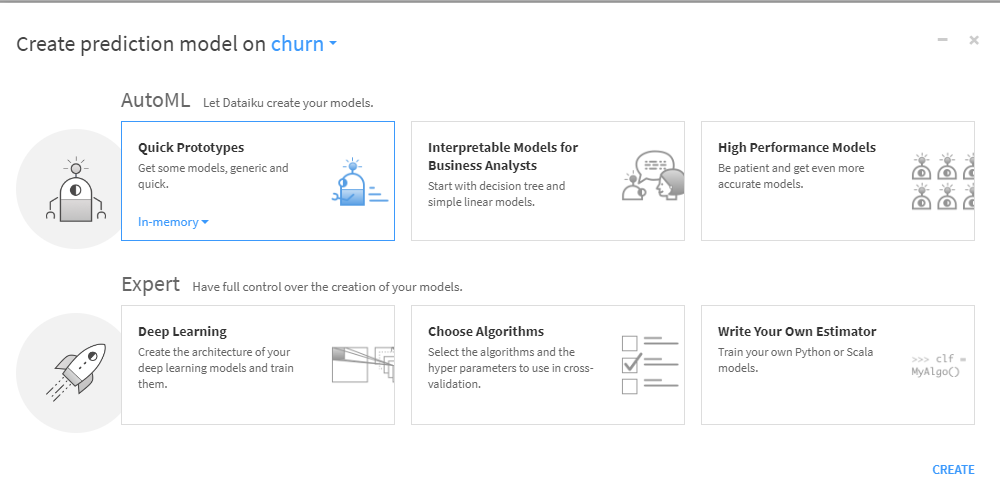 Create prediction model on churn
AutoML Let Dataiku create your models.
Quick Prototypes
Get some models, generic and
quick.
In-memory
Interpretable Models for
Business Analysts
Start with decision tree and
simple linear models.
High Performance Models
Be patient and get even more
accurate models.
Expert Have full control over the creation of your models.
Deep Learning
Create the architecture of your
deep learning models and train
them.
Choose Algorithms
Select the algorithms and the
hyper parameters to use in cross-
validation.
Write Your Own Estimator
Train your own Python or Scala
models.
>>> clf =
MyAlgo()
CREATE